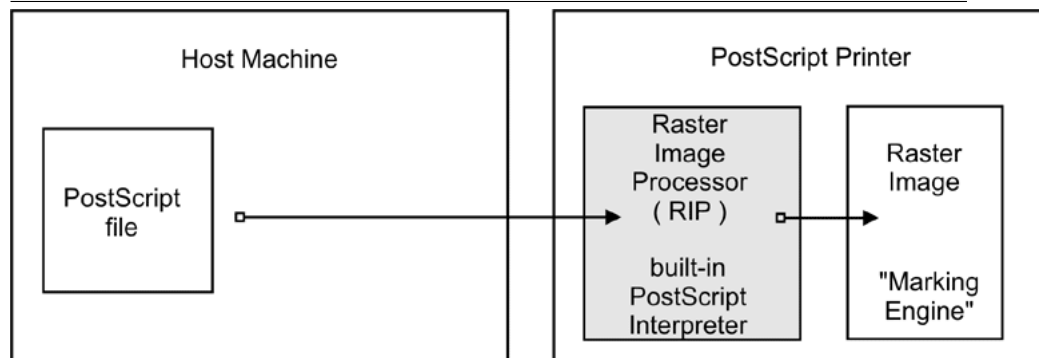 Host Machine
PostScript
file
PostScript Printer
Raster
Image
Processor
( RIP )
built-in
PostScript
Interpreter
Raster
Image
"Marking
Engine"